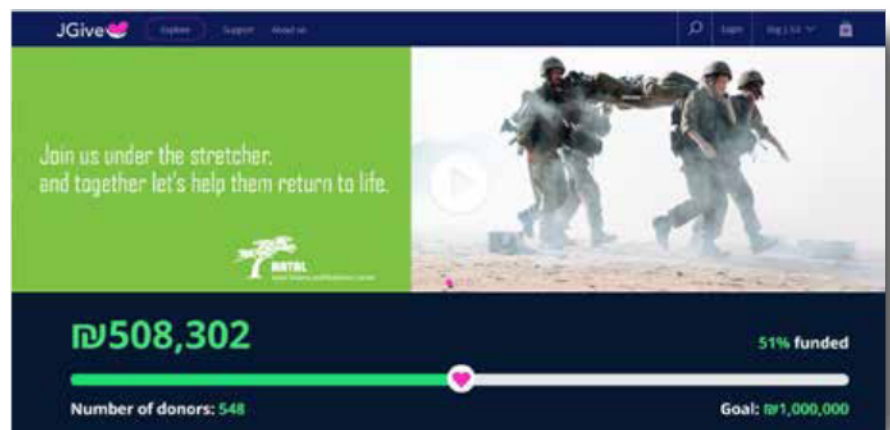 JGive
Explore Support About us
Login
Join us under the stretcher,
and together let's help them return to life.
NATAL
₪508,302
51% funded
Number of donors: 548
Goal: ₪1,000,000